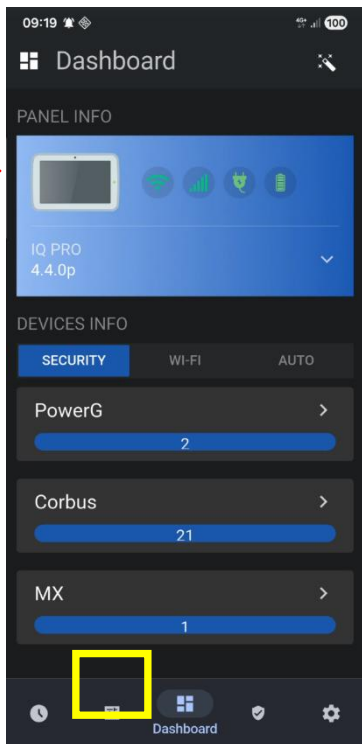 09:19
4G+ 100
Dashboard
PANEL INFO
IQ PRO
4.4.0p
DEVICES INFO
SECURITY WI-FI AUTO
PowerG
2
Corbus
21
MX
1
Dashboard